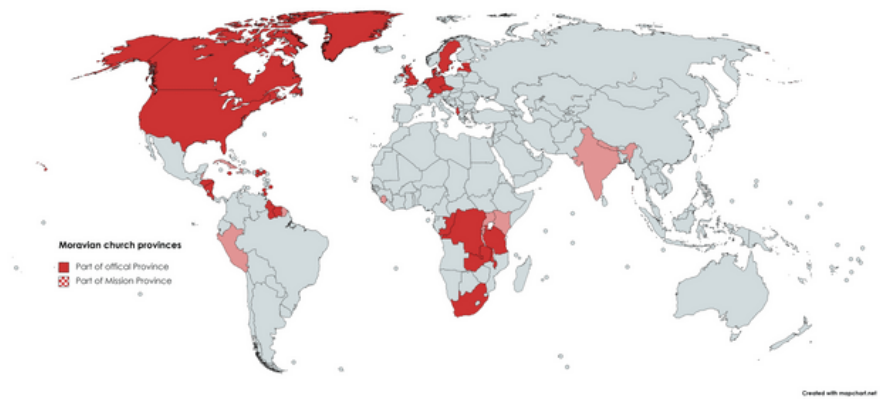 Moravian church provinces
Part of offical Province
Part of Mission Province
Created with mapchart.net